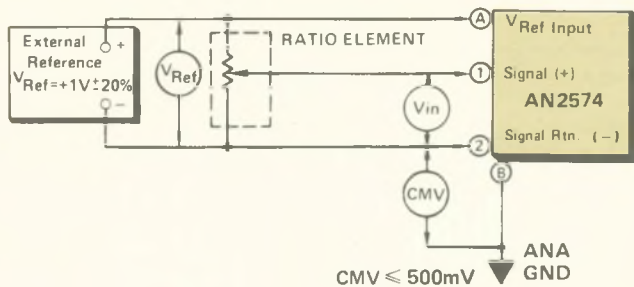 External
Reference
VRef=+1V±20%
+
−
VRef
RATIO ELEMENT
Vin
CMV
A
1
2
B
VRef Input
Signal (+)
AN2574
Signal Rtn. (−)
CMV ≤ 500mV
ANA
GND